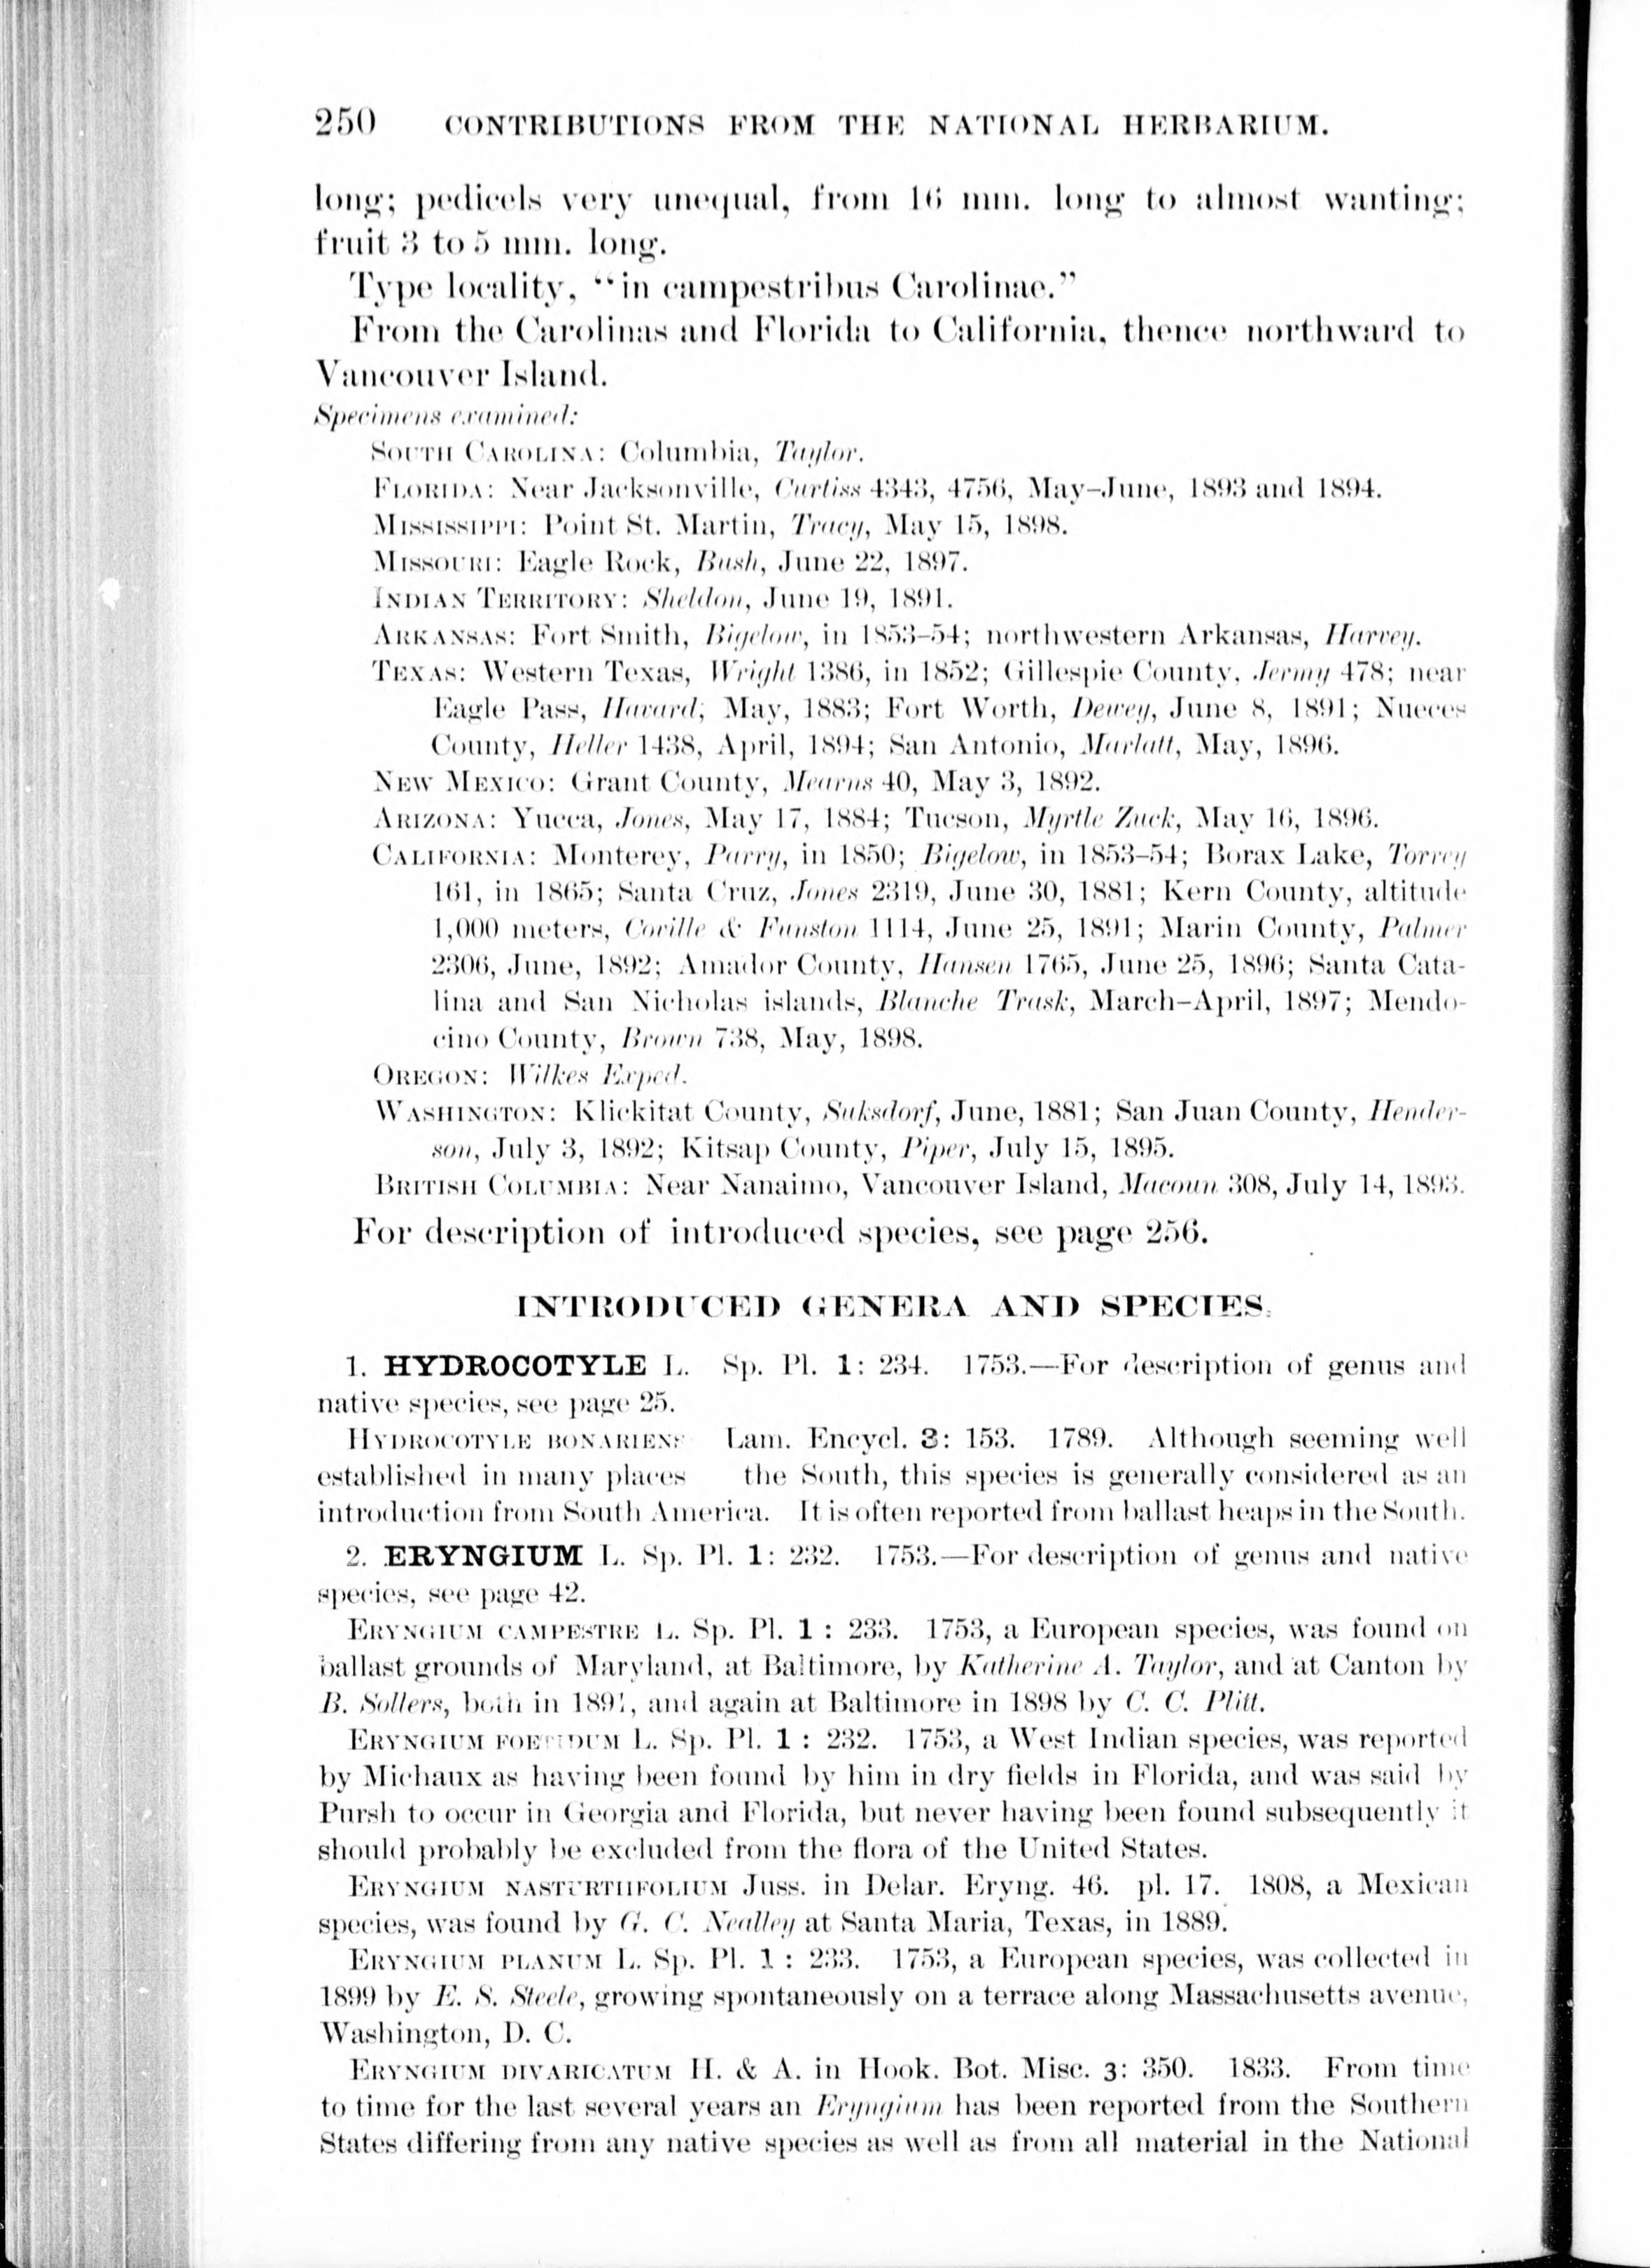 250 CONTRIBUTIONS FROM THE NATIONAL HERBARIUM.
long; pedicels very unequal, from 16 mm. long to almost wanting;
fruit 3 to 5 mm. long.
Type locality, "in campestribus Carolinae."
From the Carolinas and Florida to California, thence northward to
Vancouver Island.
Specimens examined:
SOUTH CAROLINA: Columbia, Taylor.
FLORIDA: Near Jacksonville, Curtiss 4343, 4756, May–June, 1893 and 1894.
MISSISSIPPI: Point St. Martin, Tracy, May 15, 1898.
MISSOURI: Eagle Rock, Bush, June 22, 1897.
INDIAN TERRITORY: Sheldon, June 19, 1891.
ARKANSAS: Fort Smith, Bigelow, in 1853–54; northwestern Arkansas, Harvey.
TEXAS: Western Texas, Wright 1386, in 1852; Gillespie County, Jermy 478; near
Eagle Pass, Havard, May, 1883; Fort Worth, Dewey, June 8, 1891; Nueces
County, Heller 1438, April, 1894; San Antonio, Marlatt, May, 1896.
NEW MEXICO: Grant County, Mearns 40, May 3, 1892.
ARIZONA: Yucca, Jones, May 17, 1884; Tucson, Myrtle Zuck, May 16, 1896.
CALIFORNIA: Monterey, Parry, in 1850; Bigelow, in 1853–54; Borax Lake, Torrey
161, in 1865; Santa Cruz, Jones 2319, June 30, 1881; Kern County, altitude
1,000 meters, Coville & Funston 1114, June 25, 1891; Marin County, Palmer
2306, June, 1892; Amador County, Hansen 1765, June 25, 1896; Santa Cata-
lina and San Nicholas islands, Blanche Trask, March–April, 1897; Mendo-
cino County, Brown 738, May, 1898.
OREGON: Wilkes Exped.
WASHINGTON: Klickitat County, Suksdorf, June, 1881; San Juan County, Hender-
son, July 3, 1892; Kitsap County, Piper, July 15, 1895.
BRITISH COLUMBIA: Near Nanaimo, Vancouver Island, Macoun 308, July 14, 1893.
For description of introduced species, see page 256.
INTRODUCED GENERA AND SPECIES.
1. HYDROCOTYLE L. Sp. Pl. 1: 234. 1753.—For description of genus and
native species, see page 25.
HYDROCOTYLE Lam. Encycl. 3: 153. 1789. Although seeming well
established in many places the South, this species is generally considered as an
introduction from South America. It is often reported from ballast heaps in the South.
2. ERYNGIUM L. Sp. Pl. 1: 232. 1753.—For description of genus and native
species, see page 42.
ERYNGIUM CAMPESTRE L. Sp. Pl. 1 : 233. 1753, a European species, was found on
ballast grounds of Maryland, at Baltimore, by Katherine A. Taylor, and at Canton by
B. Sollers, both in and again at Baltimore in 1898 by C. C. Plitt.
ERYNGIUM FOETIDUM L. Sp. Pl. 1 : 232. 1753, a West Indian species, was reported
by Michaux as having been found by him in dry fields in Florida, and was said by
Pursh to occur in Georgia and Florida, but never having been found subsequently it
should probably be excluded from the flora of the United States.
ERYNGIUM NASTURTIIFOLIUM Juss. in Delar. Eryng. 46. pl. 17. 1808, a Mexican
species, was found by G. C. Nealley at Santa Maria, Texas, in 1889.
ERYNGIUM PLANUM L. Sp. Pl. 1 : 233. 1753, a European species, was collected in
1899 by E. S. Steele, growing spontaneously on a terrace along Massachusetts avenue,
Washington, D. C.
ERYNGIUM DIVARICATUM H. & A. in Hook. Bot. Misc. 3: 350. 1833. From time
to time for the last several years an Eryngium has been reported from the Southern
States differing from any native species as well as from all material in the National